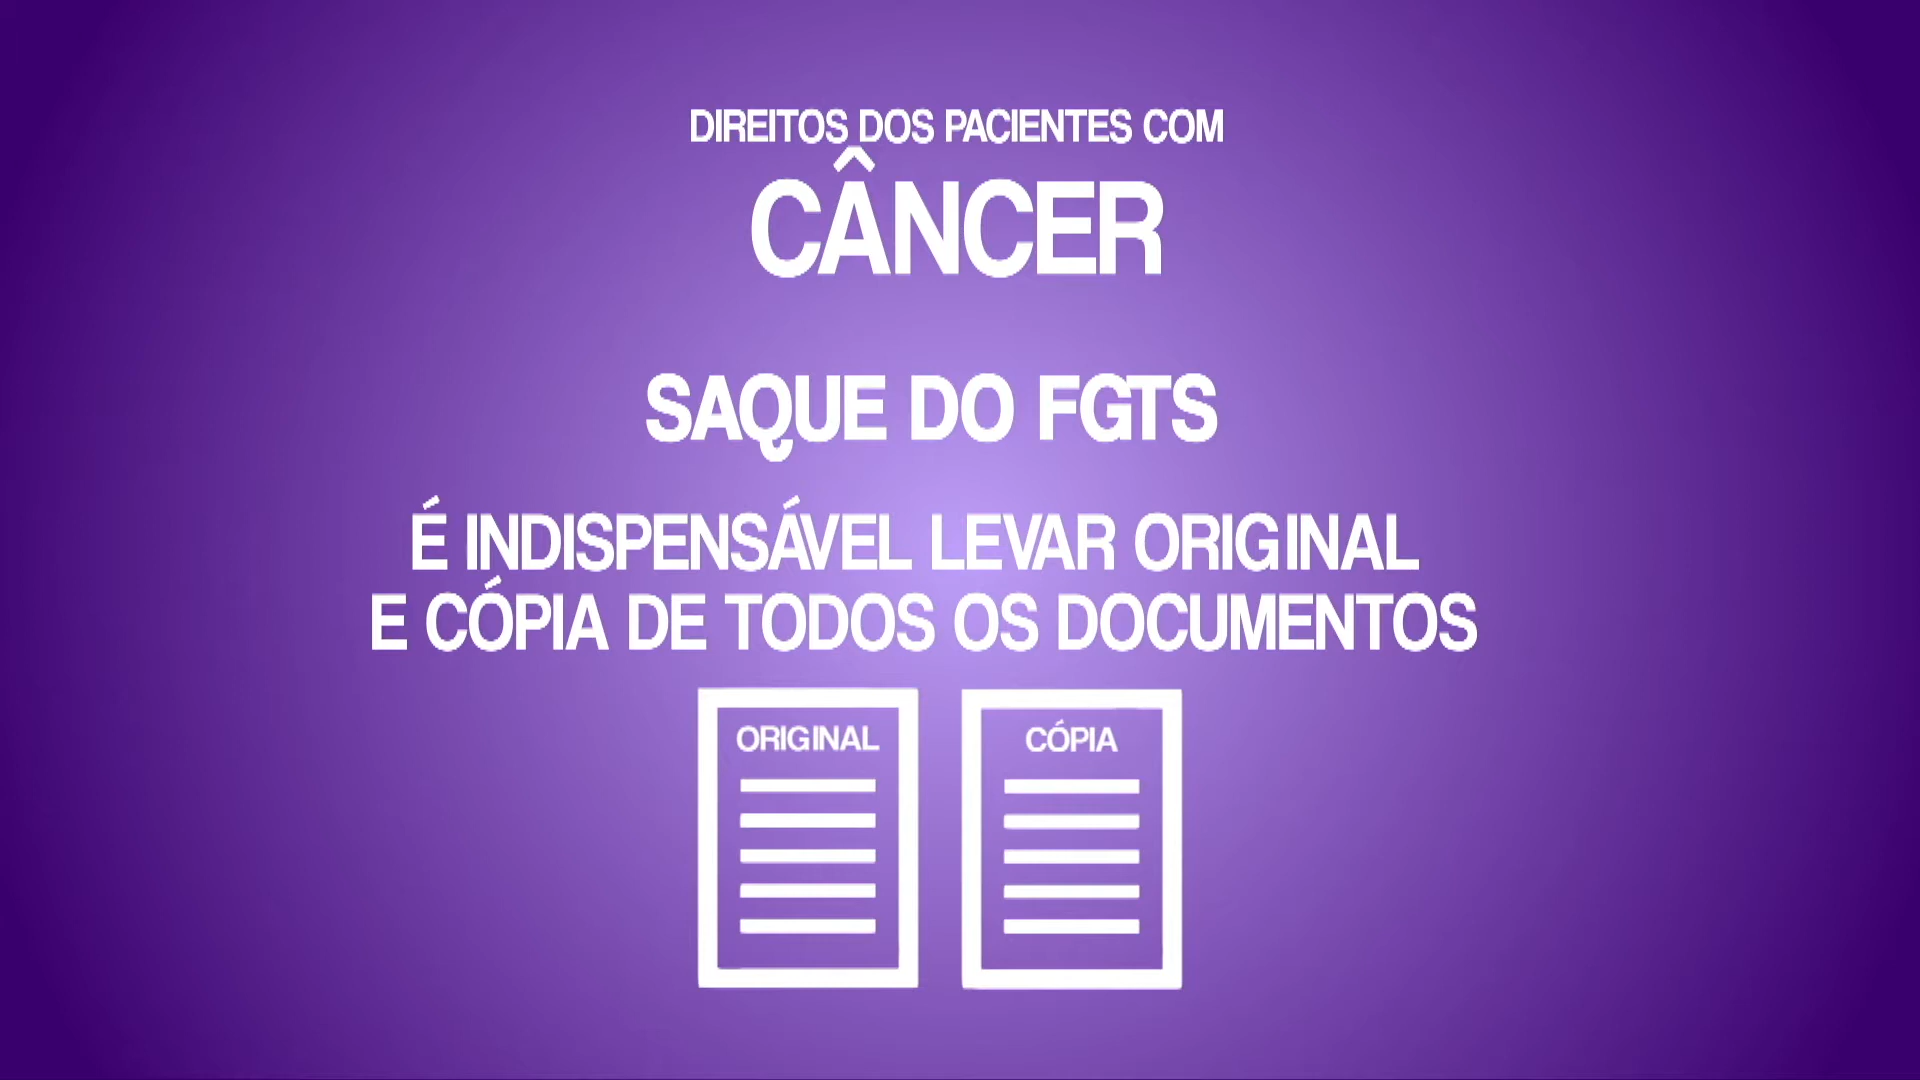 DIREITOS DOS PACIENTES COM
CÂNCER
SAQUE DO FGTS
É INDISPENSÁVEL LEVAR ORIGINAL
E CÓPIA DE TODOS OS DOCUMENTOS
ORIGINAL
CÓPIA